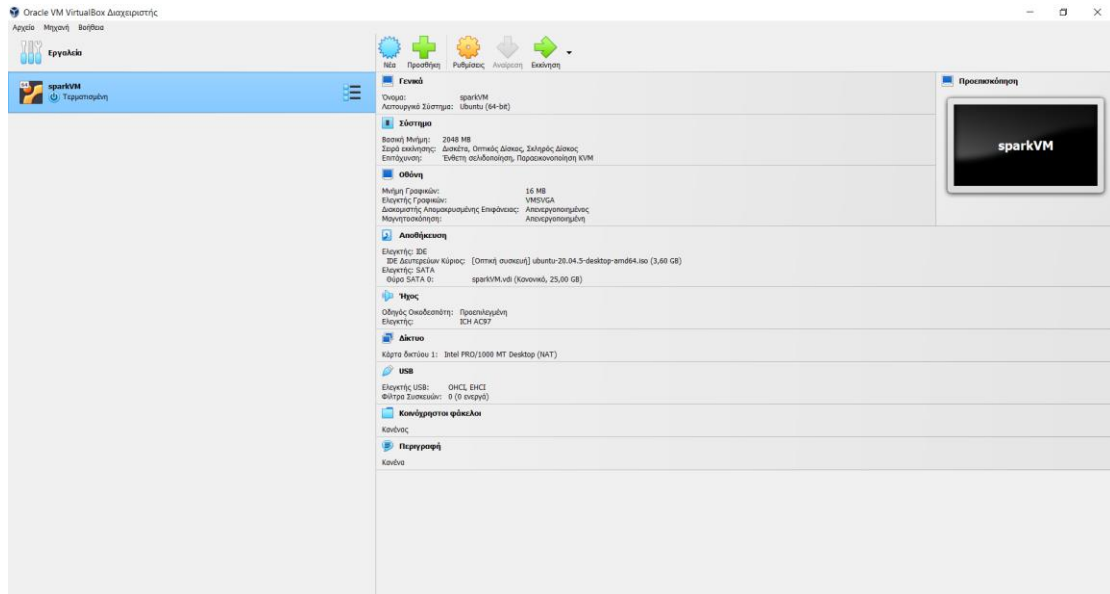 Oracle VM VirtualBox Διαχειριστής
Αρχείο Μηχανή Βοήθεια
Εργαλεία
Νέα Προσθήκη Ρυθμίσεις Αναίρεση Εκκίνηση
sparkVM
Τερματισμένη
Γενικά
Όνομα: sparkVM
Λειτουργικό Σύστημα: Ubuntu (64-bit)
Σύστημα
Βασική Μνήμη: 2048 MB
Σειρά εκκίνησης: Δισκέτα, Οπτικός Δίσκος, Σκληρός Δίσκος
Επιτάχυνση: Ένθετη σελιδοποίηση, Παραεικονοποίηση KVM
Οθόνη
Μνήμη Γραφικών: 16 MB
Ελεγκτής Γραφικών: VMSVGA
Διακομιστής Απομακρυσμένης Επιφάνειας: Απενεργοποιημένος
Μαγνητοσκόπηση: Απενεργοποιημένη
Προεπισκόπηση
sparkVM
Αποθήκευση
Ελεγκτής: IDE
IDE Δευτερεύων Κύριος: [Οπτική συσκευή] ubuntu-20.04.5-desktop-amd64.iso (3,60 GB)
Ελεγκτής: SATA
Θύρα SATA 0: sparkVM.vdi (Κανονικό, 25,00 GB)
Ήχος
Οδηγός Οικοδεσπότη: Προεπιλεγμένη
Ελεγκτής: ICH AC97
Δίκτυο
Κάρτα δικτύου 1: Intel PRO/1000 MT Desktop (NAT)
USB
Ελεγκτής USB: OHCI, EHCI
Φίλτρα Συσκευών: 0 (0 ενεργό)
Κοινόχρηστοι φάκελοι
Κανένας
Περιγραφή
Κανένα